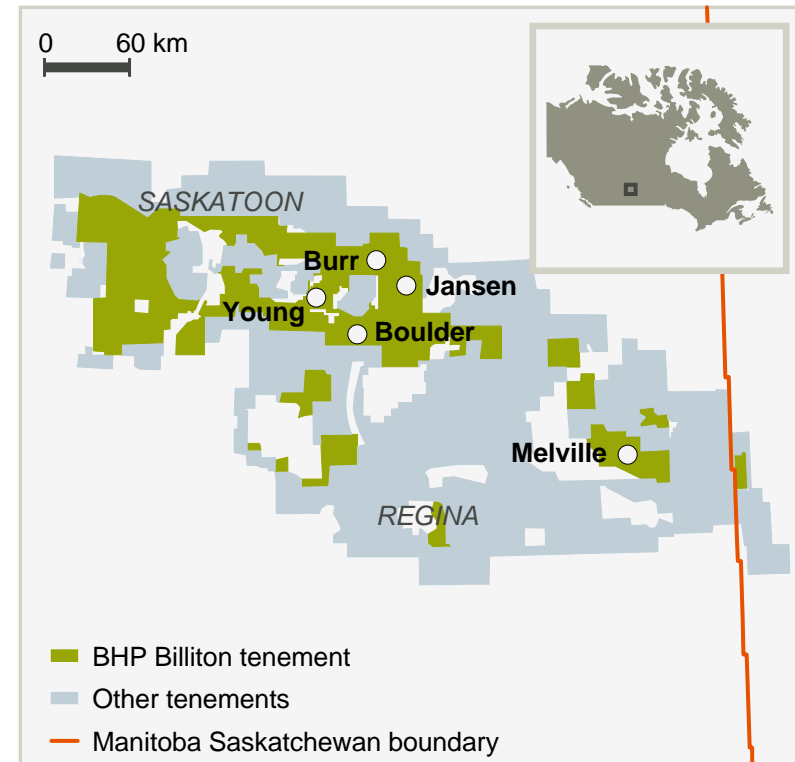 0 60 km
SASKATOON
Burr
Jansen
Young
Boulder
Melville
REGINA
BHP Billiton tenement
Other tenements
Manitoba Saskatchewan boundary